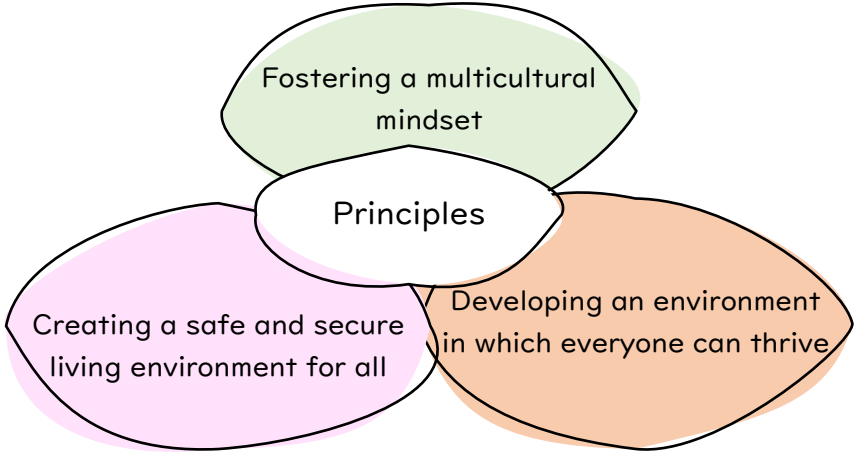 Fostering a multicultural
mindset
Principles
Creating a safe and secure
living environment for all
Developing an environment
in which everyone can thrive